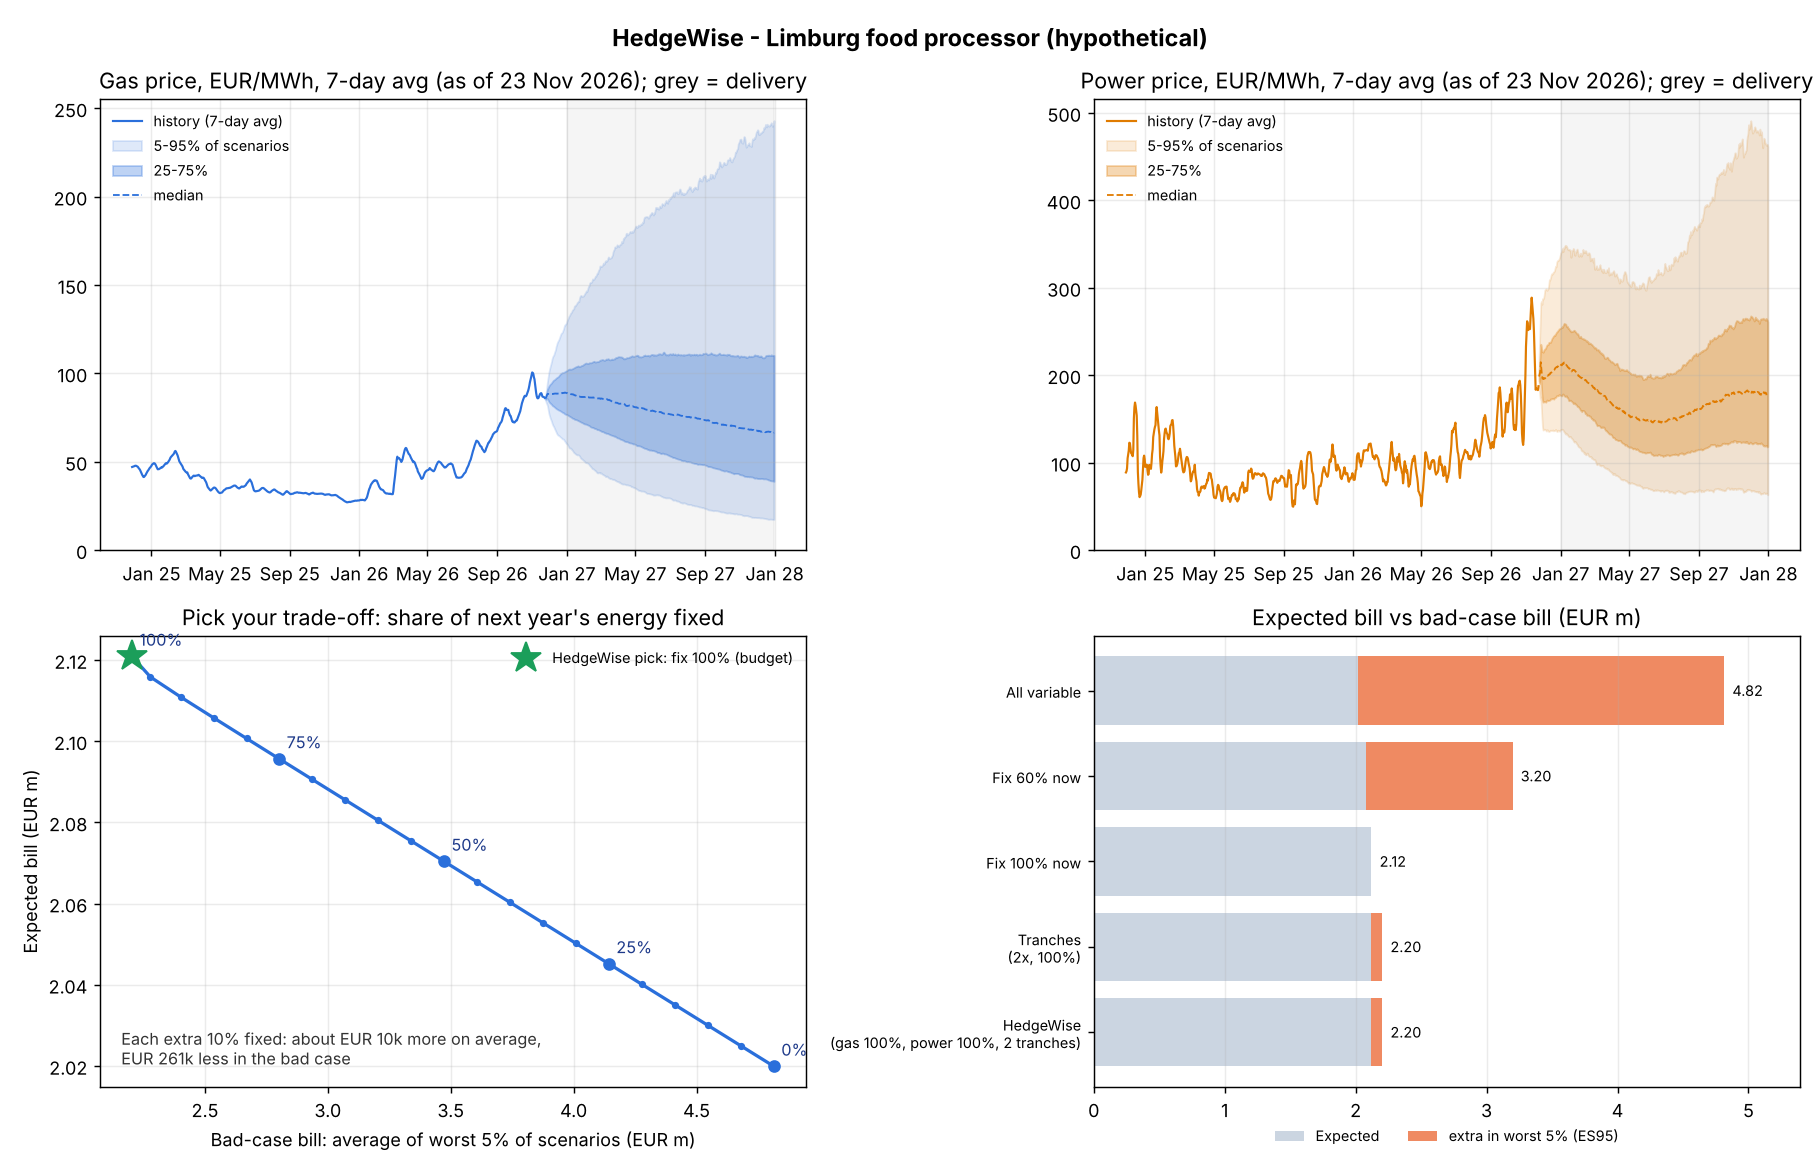 HedgeWise - Limburg food processor (hypothetical)
Gas price, EUR/MWh, 7-day avg (as of 23 Nov 2026); grey = delivery
250
200
150
100
50
0
history (7-day avg)
5-95% of scenarios
25-75%
median
Jan 25 May 25 Sep 25 Jan 26 May 26 Sep 26 Jan 27 May 27 Sep 27 Jan 28
Power price, EUR/MWh, 7-day avg (as of 23 Nov 2026); grey = delivery
500
400
300
200
100
0
history (7-day avg)
5-95% of scenarios
25-75%
median
Jan 25 May 25 Sep 25 Jan 26 May 26 Sep 26 Jan 27 May 27 Sep 27 Jan 28
Pick your trade-off: share of next year's energy fixed
Expected bill (EUR m)
2.12
2.10
2.08
2.06
2.04
2.02
100%
75%
50%
25%
0%
HedgeWise pick: fix 100% (budget)
Each extra 10% fixed: about EUR 10k more on average,
EUR 261k less in the bad case
2.5 3.0 3.5 4.0 4.5
Bad-case bill: average of worst 5% of scenarios (EUR m)
Expected bill vs bad-case bill (EUR m)
All variable
4.82
Fix 60% now
3.20
Fix 100% now
2.12
Tranches
(2x, 100%)
2.20
HedgeWise
(gas 100%, power 100%, 2 tranches)
2.20
0 1 2 3 4 5
Expected
extra in worst 5% (ES95)